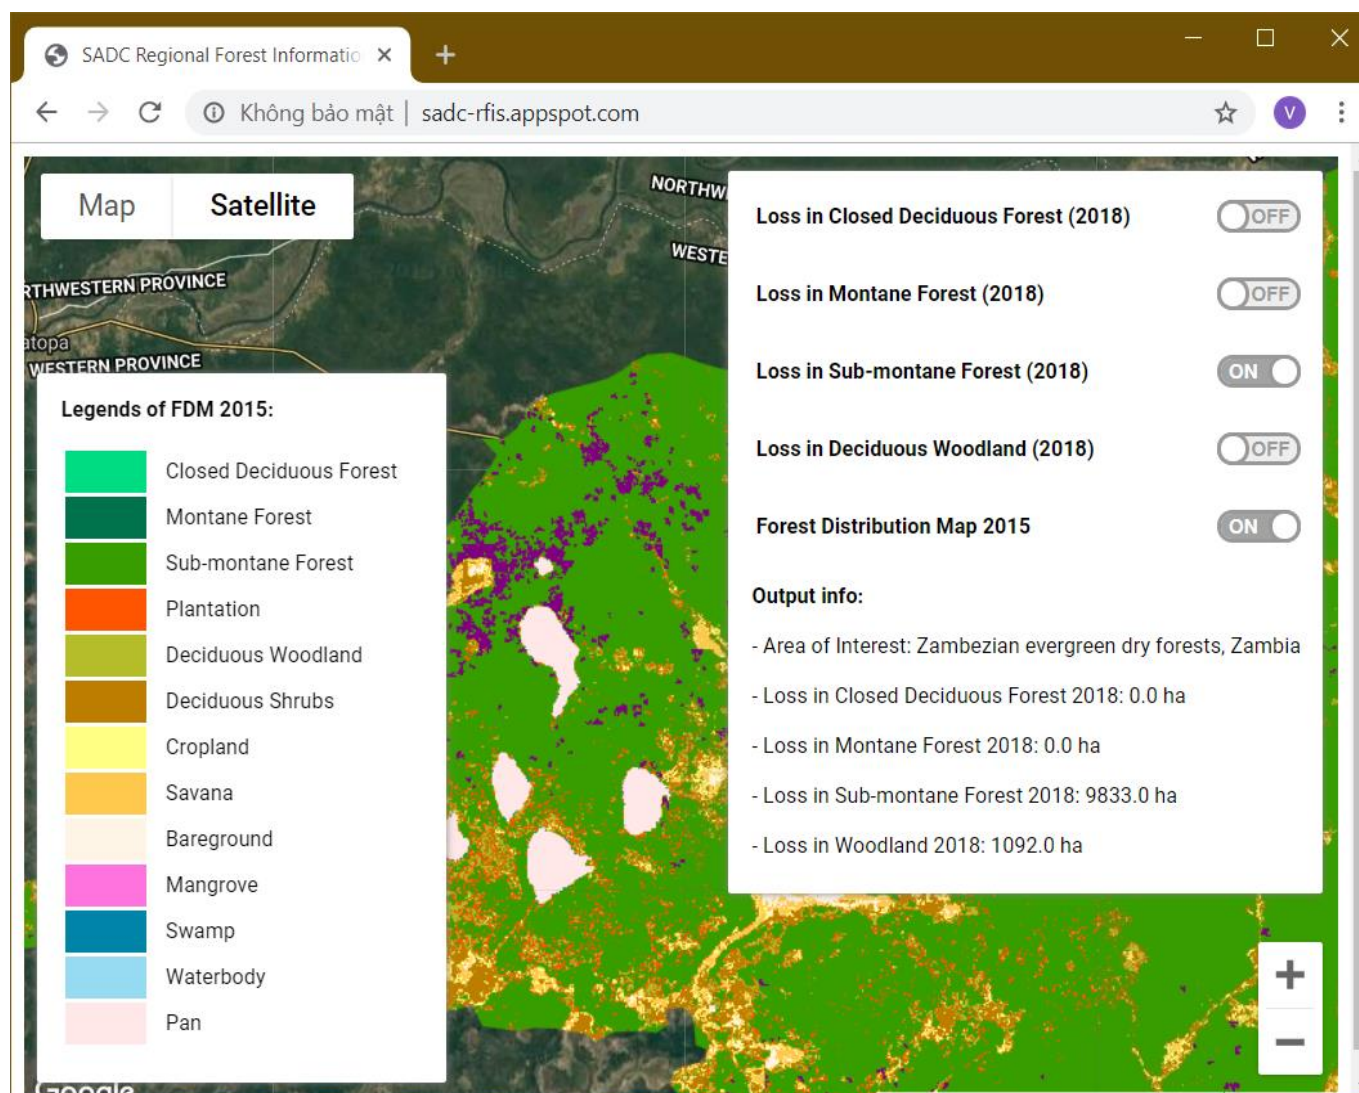 SADC Regional Forest Informatio
Không bảo mật | sadc-rfis.appspot.com
V
Map
Satellite
NORTHW
WESTE
RTHWESTERN PROVINCE
atopa
WESTERN PROVINCE
Legends of FDM 2015:
Closed Deciduous Forest
Montane Forest
Sub-montane Forest
Plantation
Deciduous Woodland
Deciduous Shrubs
Cropland
Savana
Bareground
Mangrove
Swamp
Waterbody
Pan
Google
Loss in Closed Deciduous Forest (2018) OFF
Loss in Montane Forest (2018) OFF
Loss in Sub-montane Forest (2018) ON
Loss in Deciduous Woodland (2018) OFF
Forest Distribution Map 2015 ON
Output info:
- Area of Interest: Zambezian evergreen dry forests, Zambia
- Loss in Closed Deciduous Forest 2018: 0.0 ha
- Loss in Montane Forest 2018: 0.0 ha
- Loss in Sub-montane Forest 2018: 9833.0 ha
- Loss in Woodland 2018: 1092.0 ha